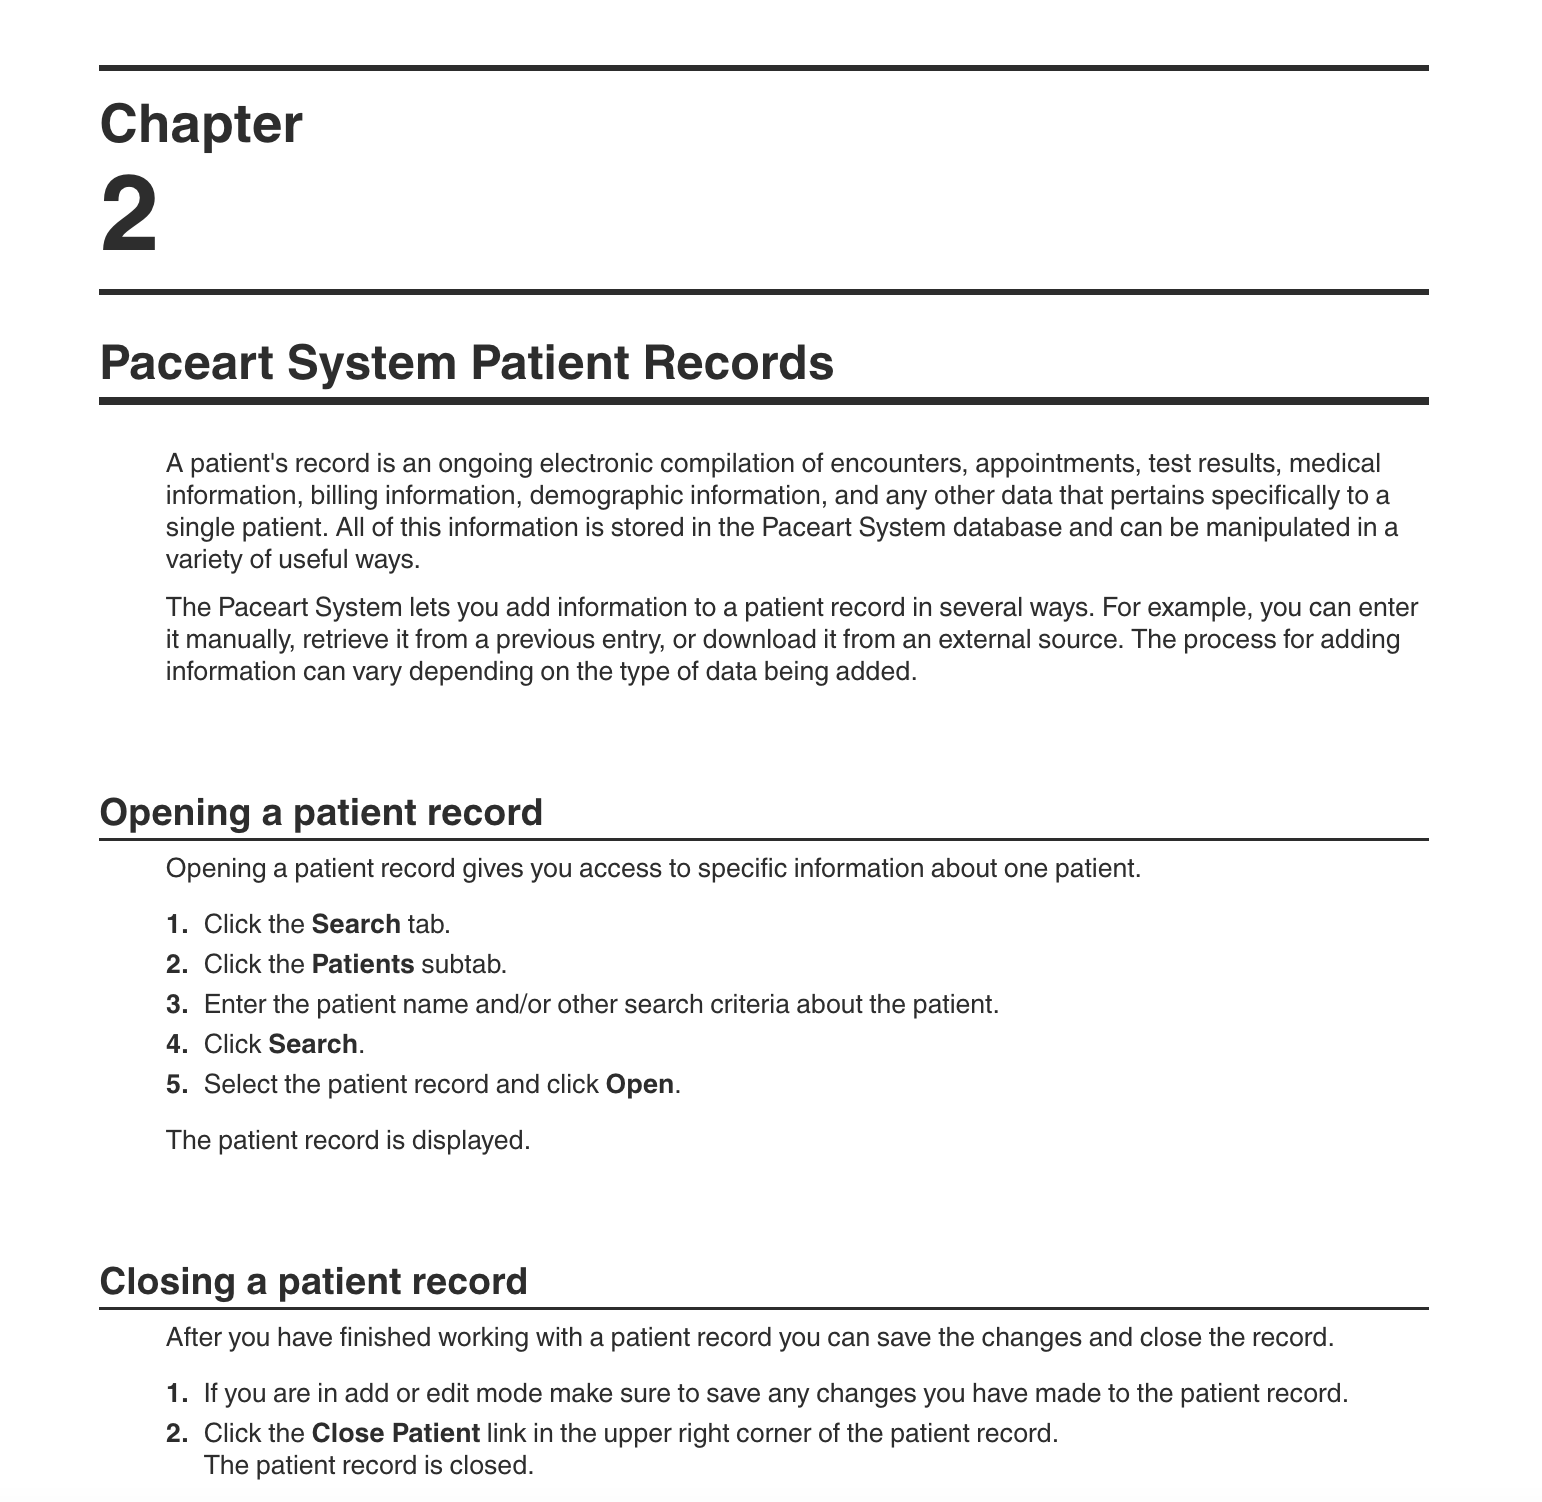 Chapter
2
Paceart System Patient Records
A patient's record is an ongoing electronic compilation of encounters, appointments, test results, medical
information, billing information, demographic information, and any other data that pertains specifically to a
single patient. All of this information is stored in the Paceart System database and can be manipulated in a
variety of useful ways.
The Paceart System lets you add information to a patient record in several ways. For example, you can enter
it manually, retrieve it from a previous entry, or download it from an external source. The process for adding
information can vary depending on the type of data being added.
Opening a patient record
Opening a patient record gives you access to specific information about one patient.
1. Click the Search tab.
2. Click the Patients subtab.
3. Enter the patient name and/or other search criteria about the patient.
4. Click Search.
5. Select the patient record and click Open.
The patient record is displayed.
Closing a patient record
After you have finished working with a patient record you can save the changes and close the record.
1. If you are in add or edit mode make sure to save any changes you have made to the patient record.
2. Click the Close Patient link in the upper right corner of the patient record.
The patient record is closed.